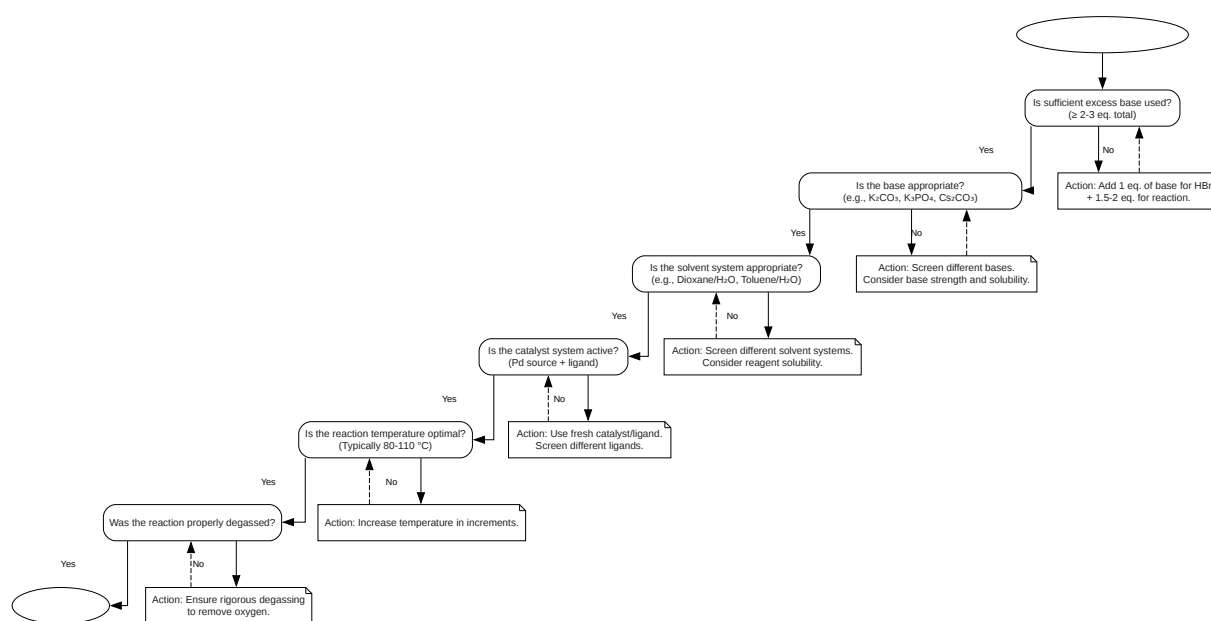 Is sufficient excess base used?
(≥ 2-3 eq. total)
Yes
No
Is the base appropriate?
(e.g., K₂CO₃, K₃PO₄, Cs₂CO₃)
Action: Add 1 eq. of base for HBr
+ 1.5-2 eq. for reaction.
Yes
No
Is the solvent system appropriate?
(e.g., Dioxane/H₂O, Toluene/H₂O)
Action: Screen different bases.
Consider base strength and solubility.
Yes
No
Is the catalyst system active?
(Pd source + ligand)
Action: Screen different solvent systems.
Consider reagent solubility.
Yes
No
Is the reaction temperature optimal?
(Typically 80-110 °C)
Action: Use fresh catalyst/ligand.
Screen different ligands.
Yes
No
Was the reaction properly degassed?
Action: Increase temperature in increments.
Yes
No
Action: Ensure rigorous degassing
to remove oxygen.